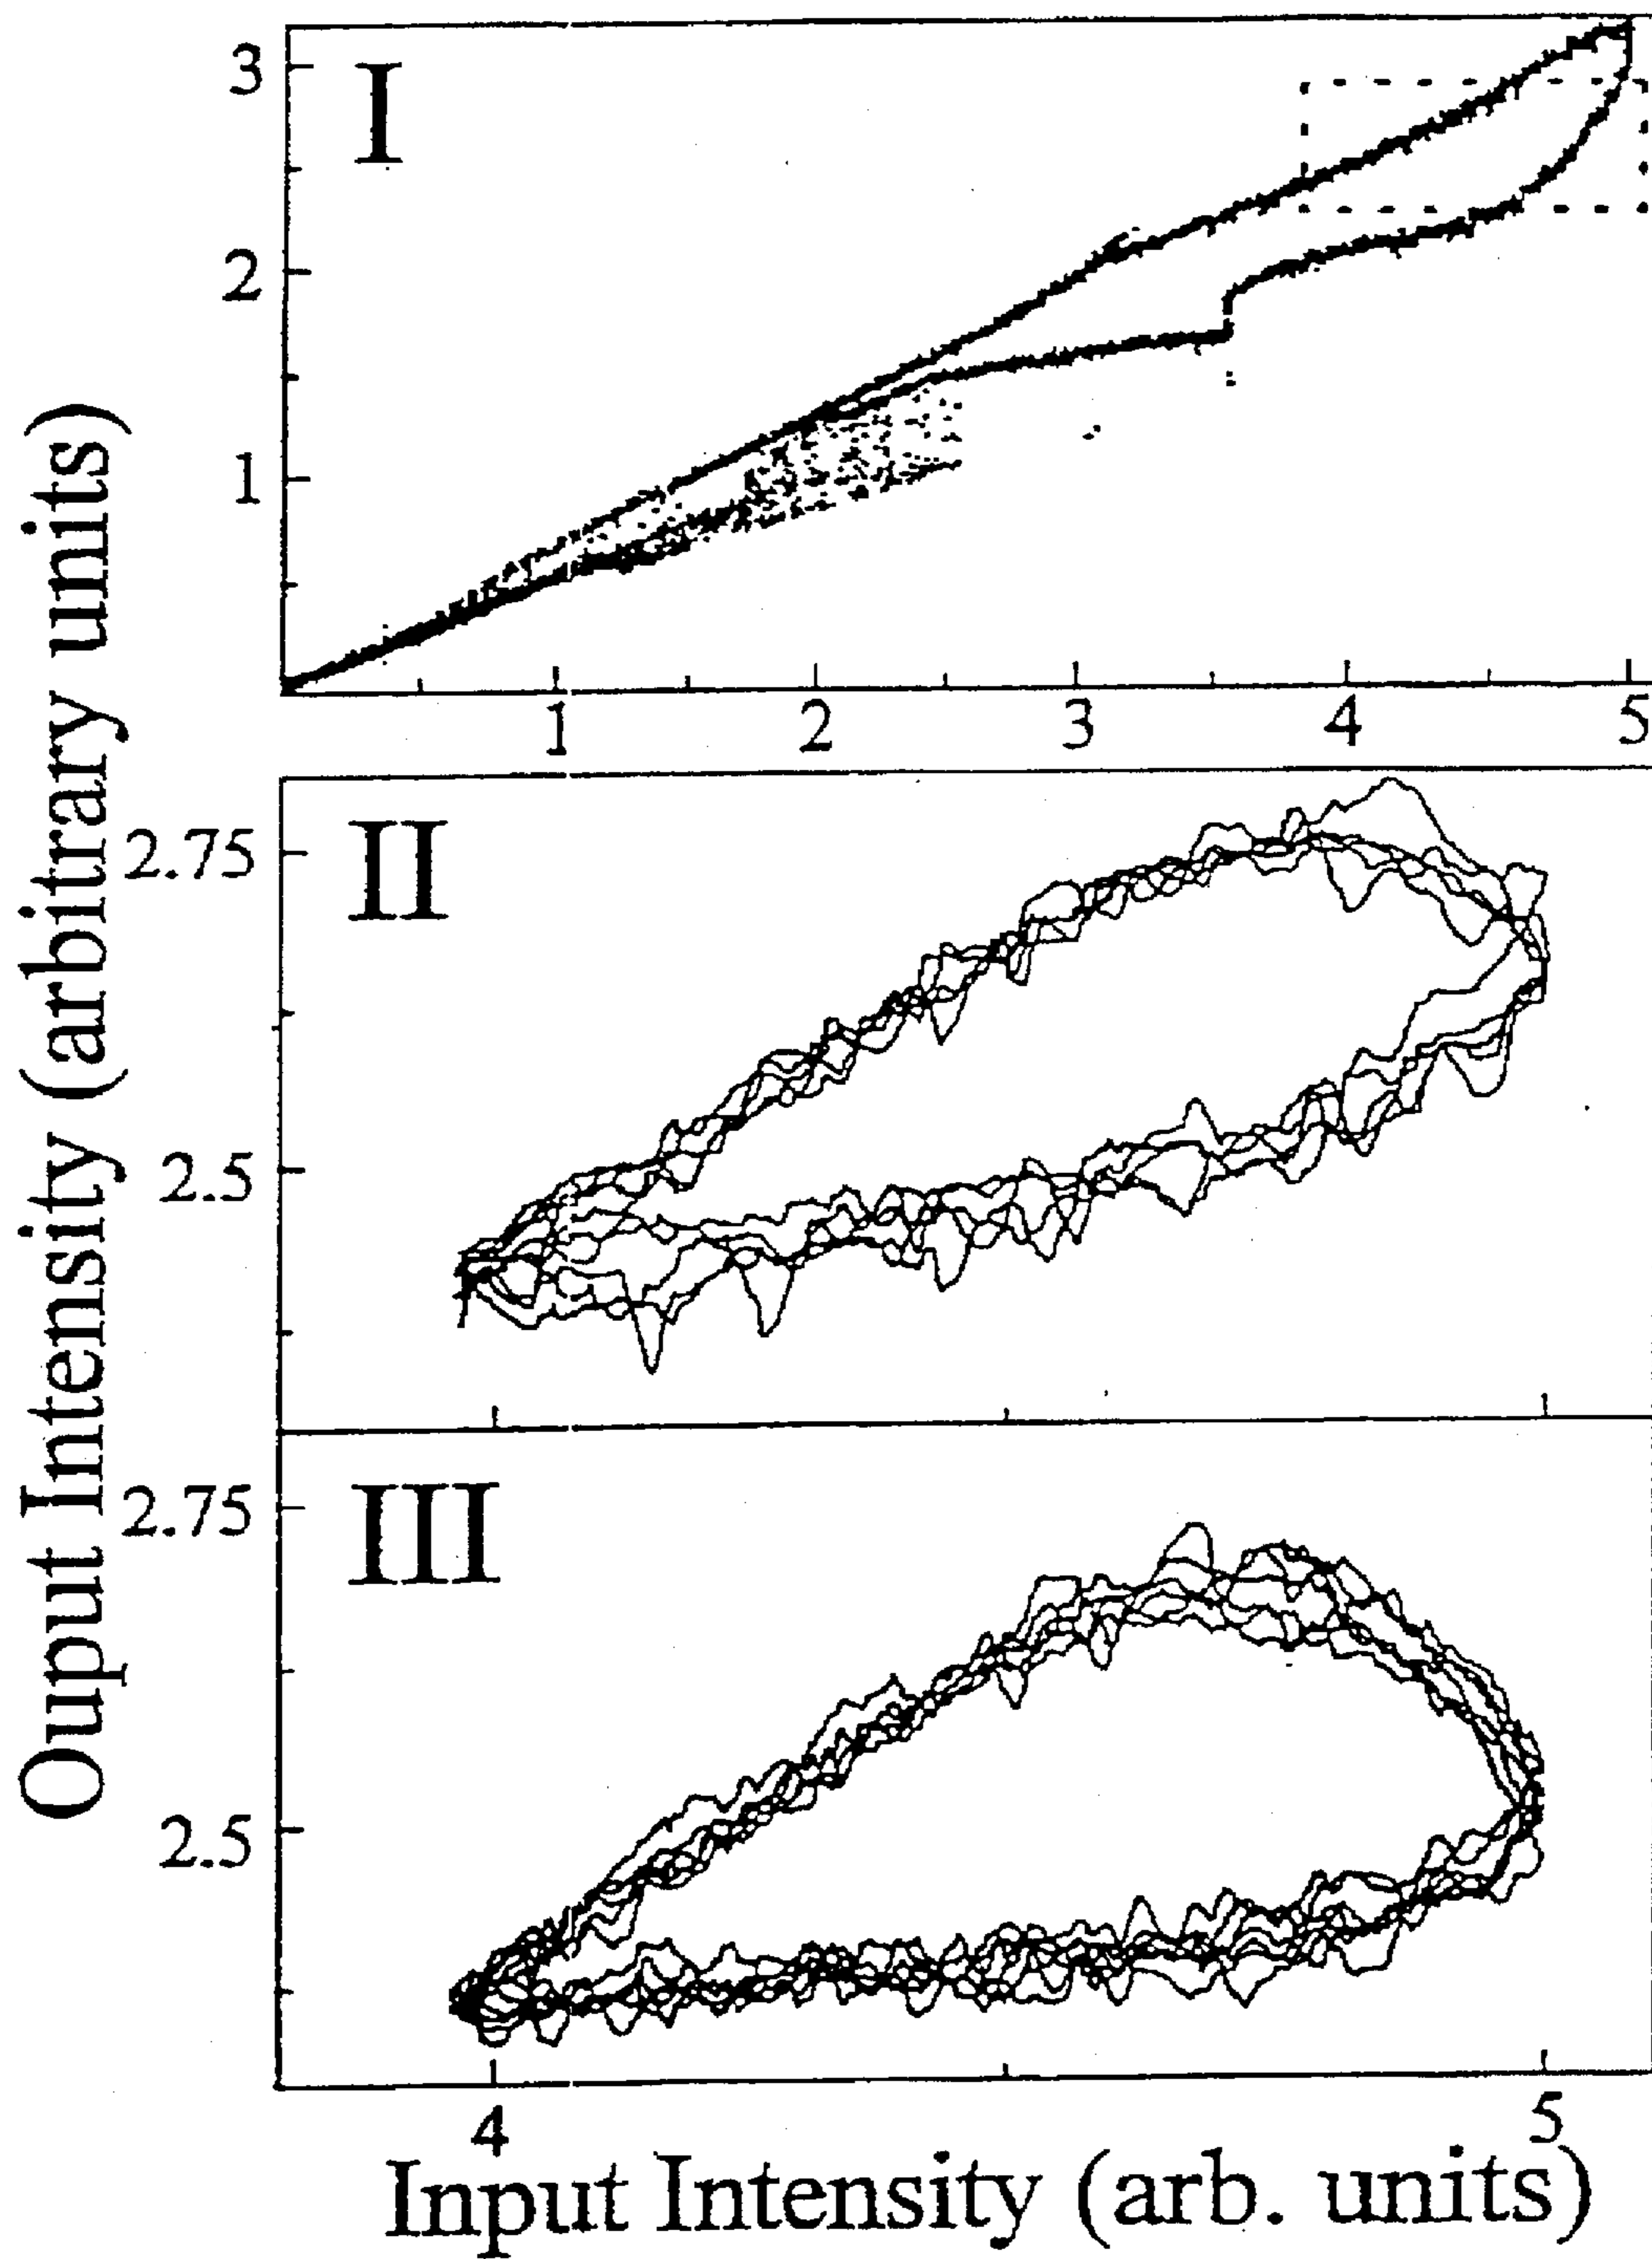 Ouput Intensity (arbitrary units)
I
3
2
1
1 2 3 4 5
II
2.75
2.5
III
2.75
2.5
4 5
Input Intensity (arb. units)